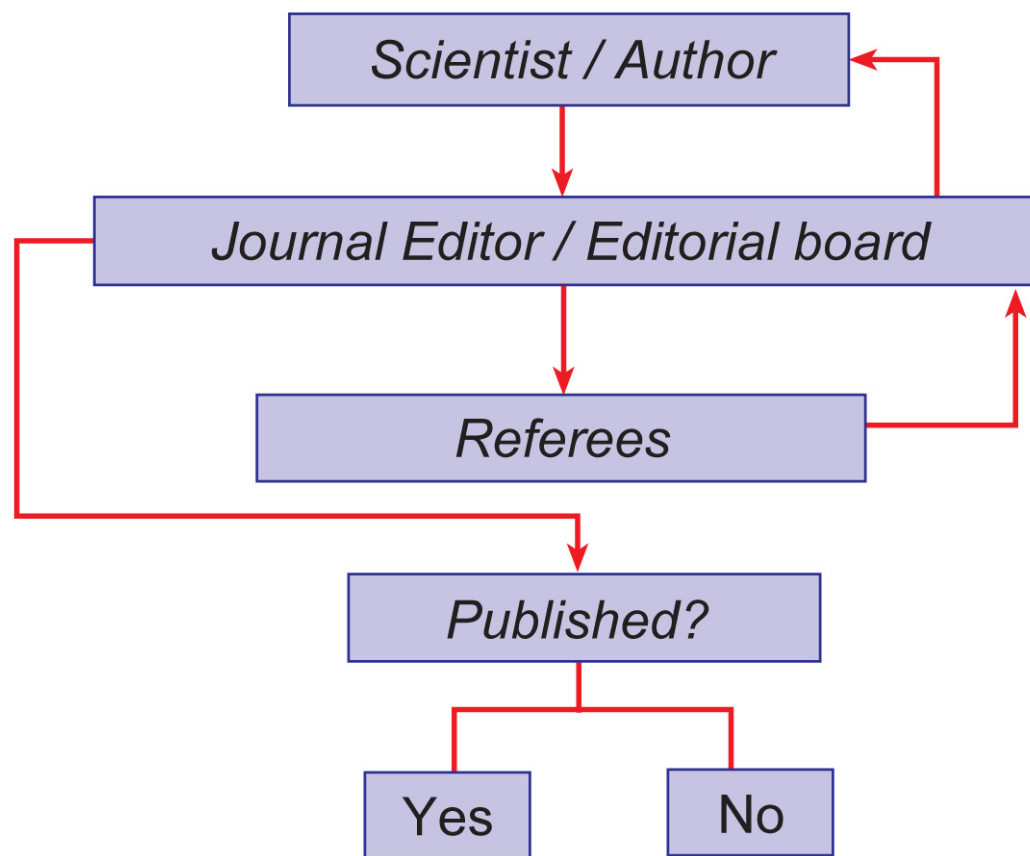 Scientist / Author
Journal Editor / Editorial board
Referees
Published?
Yes
No